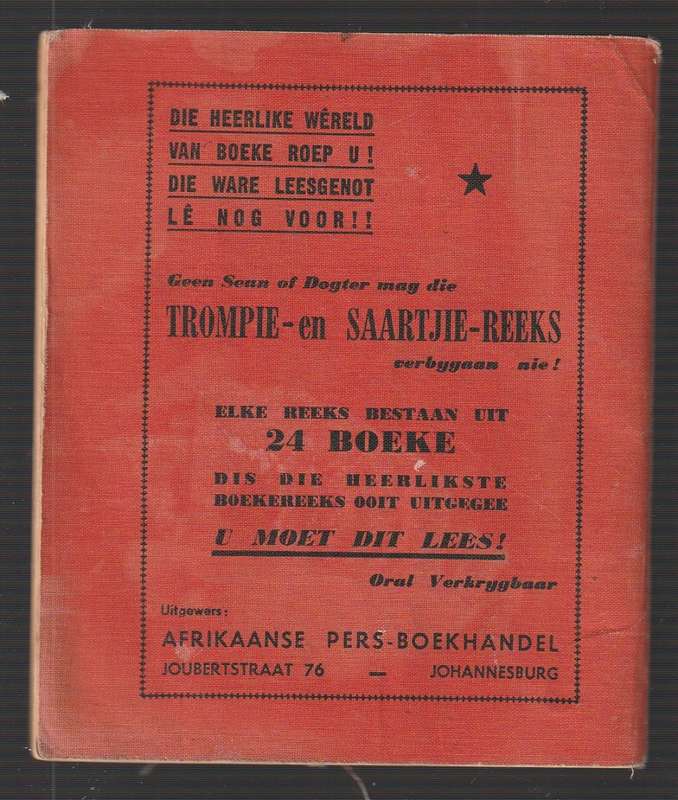 DIE HEERLIKE WÊRELD
VAN BOEKE ROEP U!
DIE WARE LEESGENOT
LÊ NOG VOOR!!
Geen Seun of Dogter mag die
TROMPIE- en SAARTJIE-REEKS
verbygaan nie!
ELKE REEKS BESTAAN UIT
24 BOEKE
DIS DIE HEERLIKSTE
BOEKEREEKS OOIT UITGEGEE
U MOET DIT LEES!
Oral Verkrygbaar
Uitgewers:
AFRIKAANSE PERS-BOEKHANDEL
JOUBERTSTRAAT 76 — JOHANNESBURG